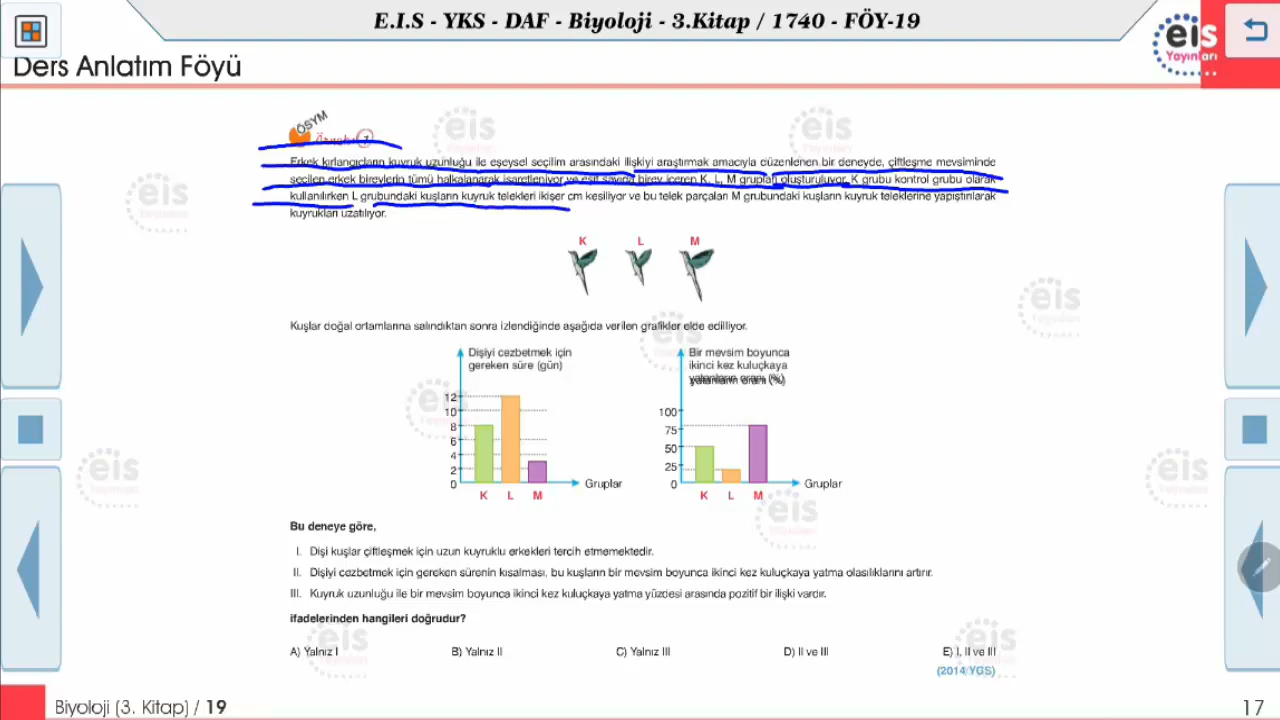 E.I.S - YKS - DAF - Biyoloji - 3.Kitap / 1740 - FÖY-19
eis
Yayınları
Ders Anlatım Föyü
ÖSYM
Örnek: 1
Erkek kırlangıçların kuyruk uzunluğu ile eşeysel seçilim arasındaki ilişkiyi araştırmak amacıyla düzenlenen bir deneyde, çiftleşme mevsiminde
seçilen erkek bireylerin tümü halkalanarak işaretleniyor ve eşit sayıda birey içeren K, L, M grupları oluşturuluyor. K grubu kontrol grubu olarak
kullanılırken L grubundaki kuşların kuyruk telekleri ikişer cm kesiliyor ve bu telek parçaları M grubundaki kuşların kuyruk teleklerine yapıştırılarak
kuyrukları uzatılıyor.
K L M
Kuşlar doğal ortamlarına salındıktan sonra izlendiğinde aşağıda verilen grafikler elde edilliyor.
Dişiyi cezbetmek için
gereken süre (gün)
12
10
8
6
4
2
0
K L M
Gruplar
Bir mevsim boyunca
ikinci kez kuluçkaya
yatanların oranı (%)
100
75
50
25
0
K L M
Gruplar
Bu deneye göre,
I. Dişi kuşlar çiftleşmek için uzun kuyruklu erkekleri tercih etmemektedir.
II. Dişiyi cezbetmek için gereken sürenin kısalması, bu kuşların bir mevsim boyunca ikinci kez kuluçkaya yatma olasılıklarını artırır.
III. Kuyruk uzunluğu ile bir mevsim boyunca ikinci kez kuluçkaya yatma yüzdesi arasında pozitif bir ilişki vardır.
ifadelerinden hangileri doğrudur?
A) Yalnız I B) Yalnız II C) Yalnız III D) II ve III E) I, II ve III
(2014 YGS)
Biyoloji (3. Kitap) / 19
17